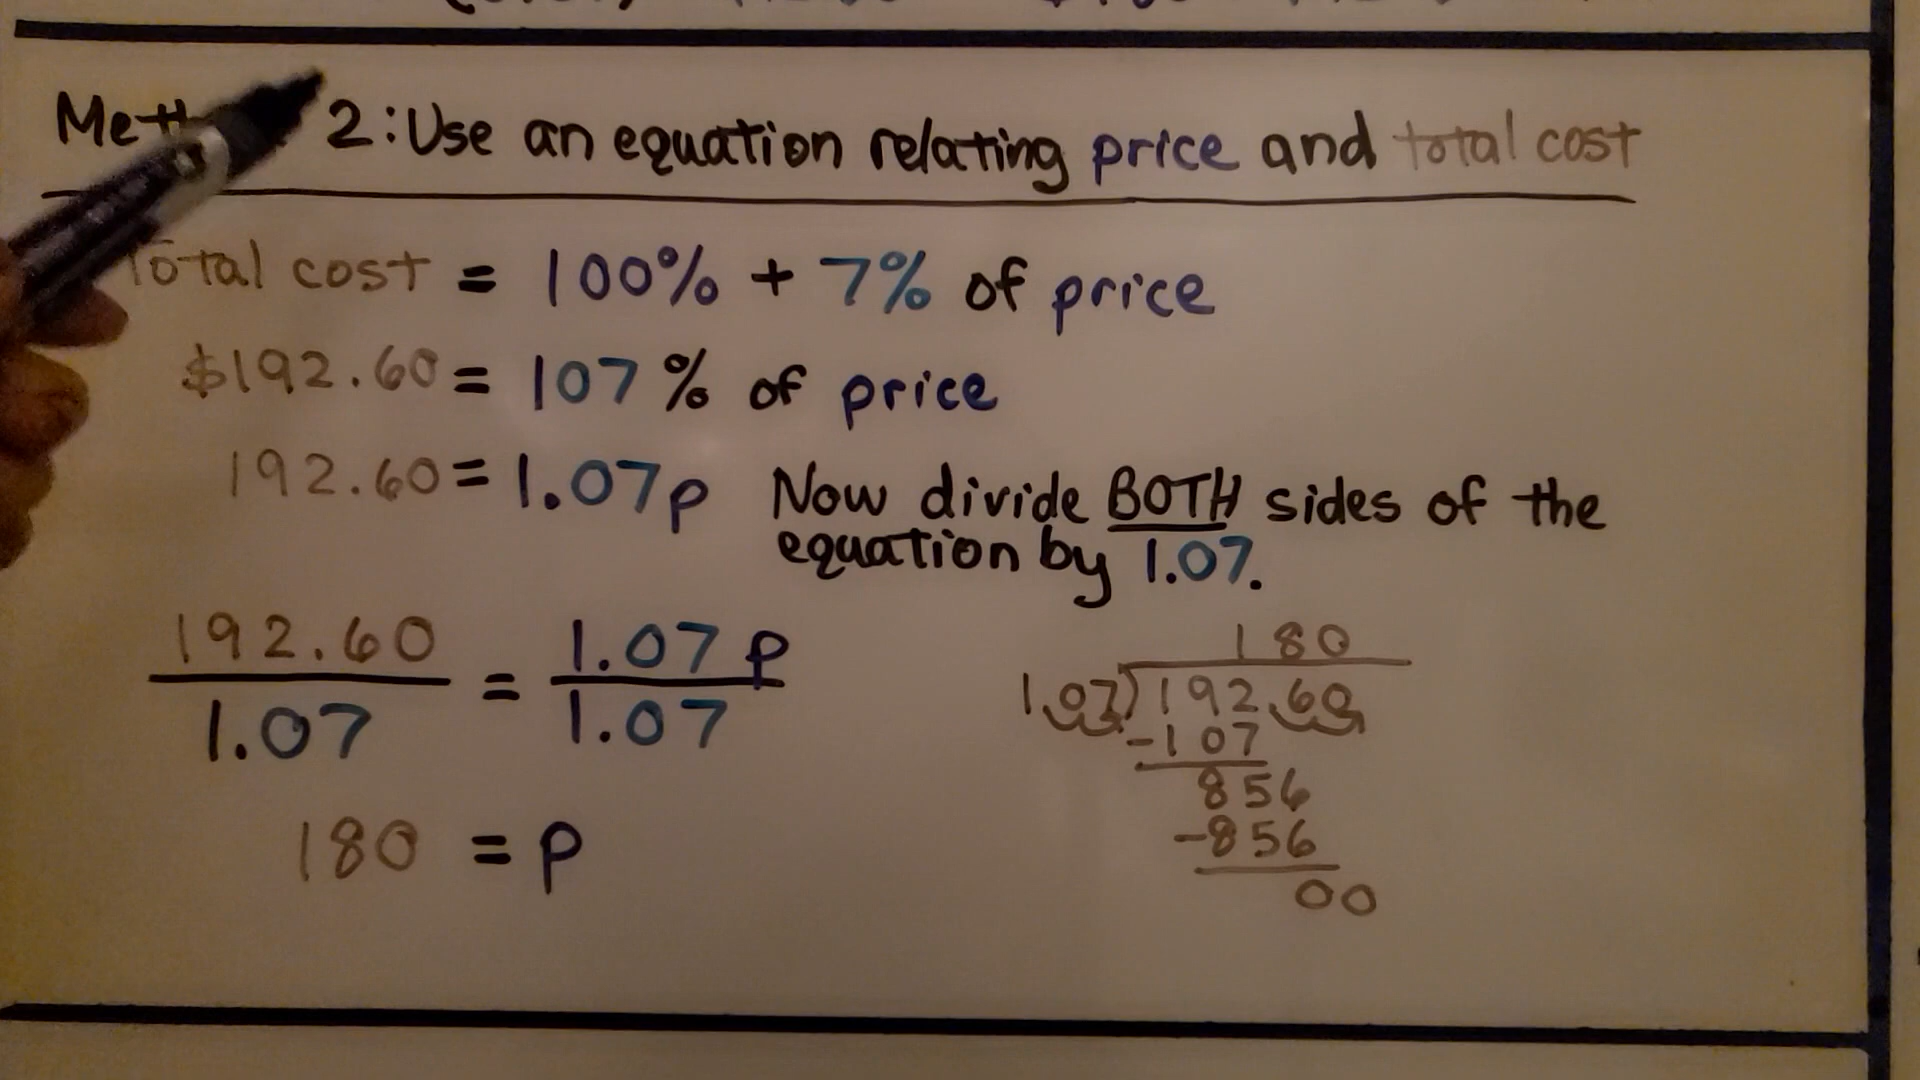 2: Use an equation relating price and total cost
Total cost = 100% + 7% of price
$192.60 = 107% of price
192.60 = 1.07p Now divide BOTH sides of the
equation by 1.07.
192.60 = 1.07p
1.07 1.07
180 = p
180
1.07)192.60
-107
856
-856
00